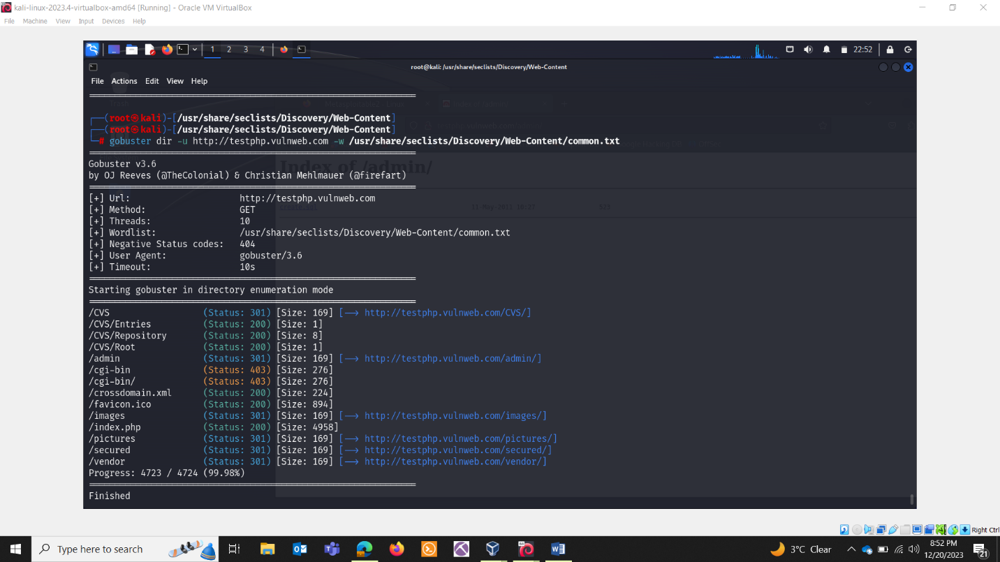 kali-linux-2023.4-virtualbox-amd64 [Running] - Oracle VM VirtualBox
File Machine View Input Devices Help
1 2 3 4 22:52
root@kali: /usr/share/seclists/Discovery/Web-Content
File Actions Edit View Help
(root㉿kali)-[/usr/share/seclists/Discovery/Web-Content]
(root㉿kali)-[/usr/share/seclists/Discovery/Web-Content]
# gobuster dir -u http://testphp.vulnweb.com -w /usr/share/seclists/Discovery/Web-Content/common.txt
===============================================================
Gobuster v3.6
Index of /admin/
by OJ Reeves (@TheColonial) & Christian Mehlmauer (@firefart)
===============================================================
[+] Url: http://testphp.vulnweb.com
[+] Method: GET
[+] Threads: 10
[+] Wordlist: /usr/share/seclists/Discovery/Web-Content/common.txt
[+] Negative Status codes: 404
[+] User Agent: gobuster/3.6
[+] Timeout: 10s
===============================================================
Starting gobuster in directory enumeration mode
===============================================================
/CVS (Status: 301) [Size: 169] [--> http://testphp.vulnweb.com/CVS/]
/CVS/Entries (Status: 200) [Size: 1]
/CVS/Repository (Status: 200) [Size: 8]
/CVS/Root (Status: 200) [Size: 1]
/admin (Status: 301) [Size: 169] [--> http://testphp.vulnweb.com/admin/]
/cgi-bin (Status: 403) [Size: 276]
/cgi-bin/ (Status: 403) [Size: 276]
/crossdomain.xml (Status: 200) [Size: 224]
/favicon.ico (Status: 200) [Size: 894]
/images (Status: 301) [Size: 169] [--> http://testphp.vulnweb.com/images/]
/index.php (Status: 200) [Size: 4958]
/pictures (Status: 301) [Size: 169] [--> http://testphp.vulnweb.com/pictures/]
/secured (Status: 301) [Size: 169] [--> http://testphp.vulnweb.com/secured/]
/vendor (Status: 301) [Size: 169] [--> http://testphp.vulnweb.com/vendor/]
Progress: 4723 / 4724 (99.98%)
===============================================================
Finished
Right Ctrl
Type here to search
3°C Clear
8:52 PM
12/20/2023
21